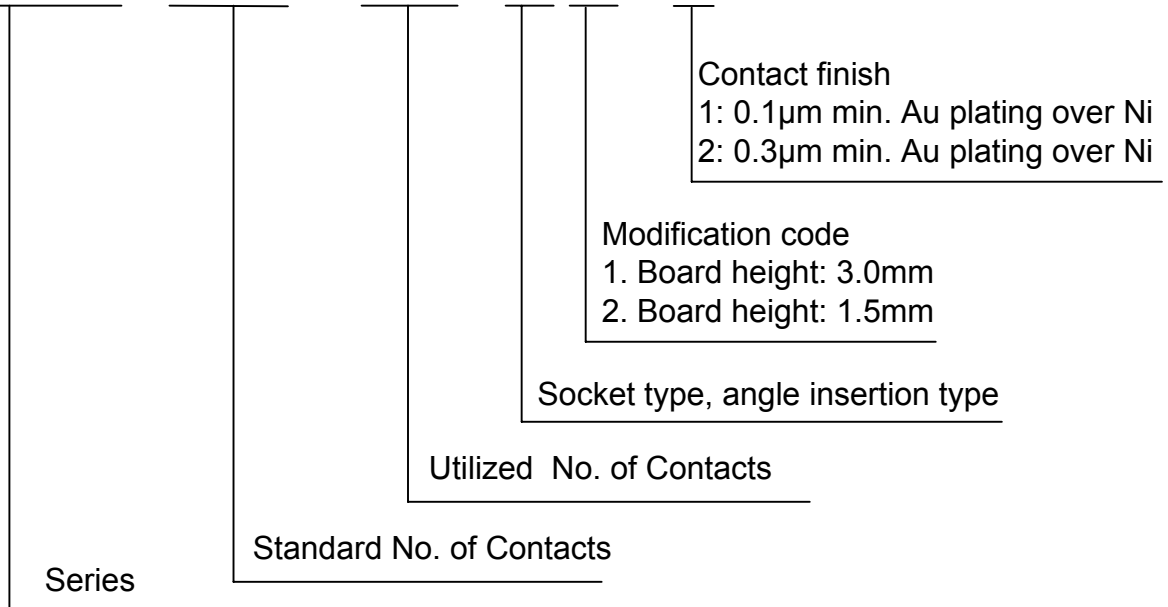 Contact finish
1: 0.1µm min. Au plating over Ni
2: 0.3µm min. Au plating over Ni
Modification code
1. Board height: 3.0mm
2. Board height: 1.5mm
Socket type, angle insertion type
Utilized No. of Contacts
Standard No. of Contacts
Series